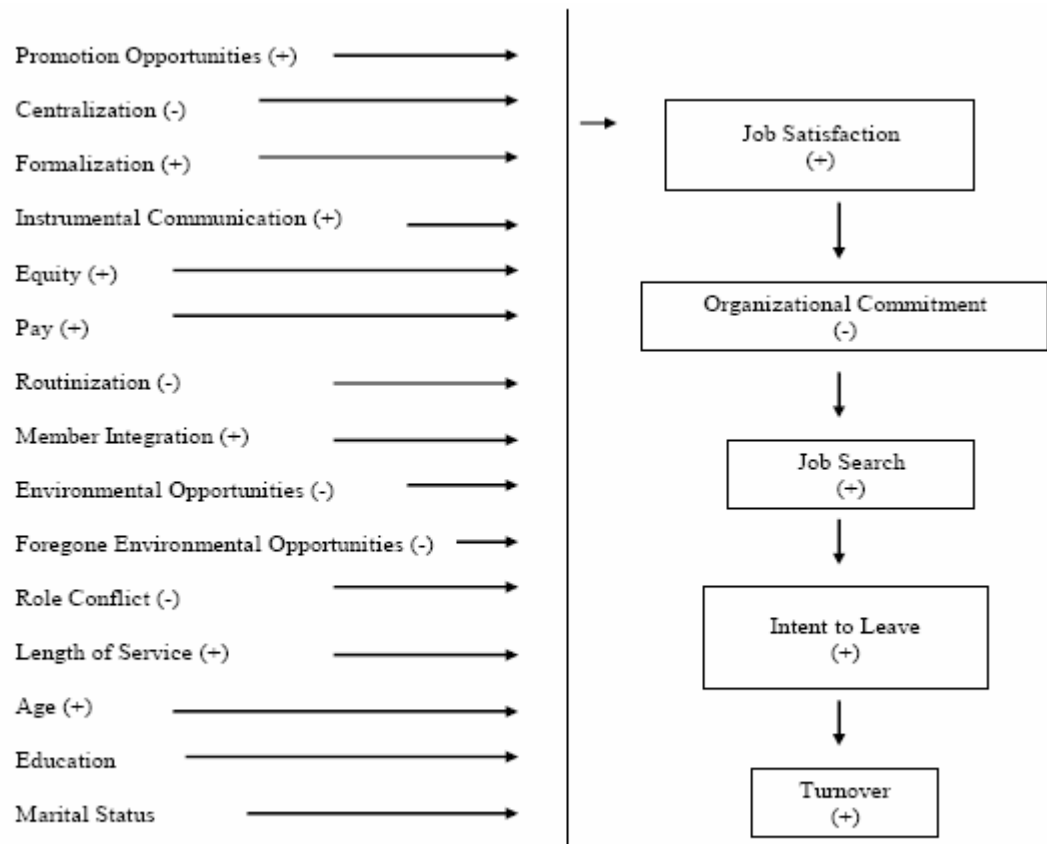 Promotion Opportunities (+)
Centralization (-)
Formalization (+)
Instrumental Communication (+)
Equity (+)
Pay (+)
Routinization (-)
Member Integration (+)
Environmental Opportunities (-)
Foregone Environmental Opportunities (-)
Role Conflict (-)
Length of Service (+)
Age (+)
Education
Marital Status
Job Satisfaction
(+)
Organizational Commitment
(-)
Job Search
(+)
Intent to Leave
(+)
Turnover
(+)